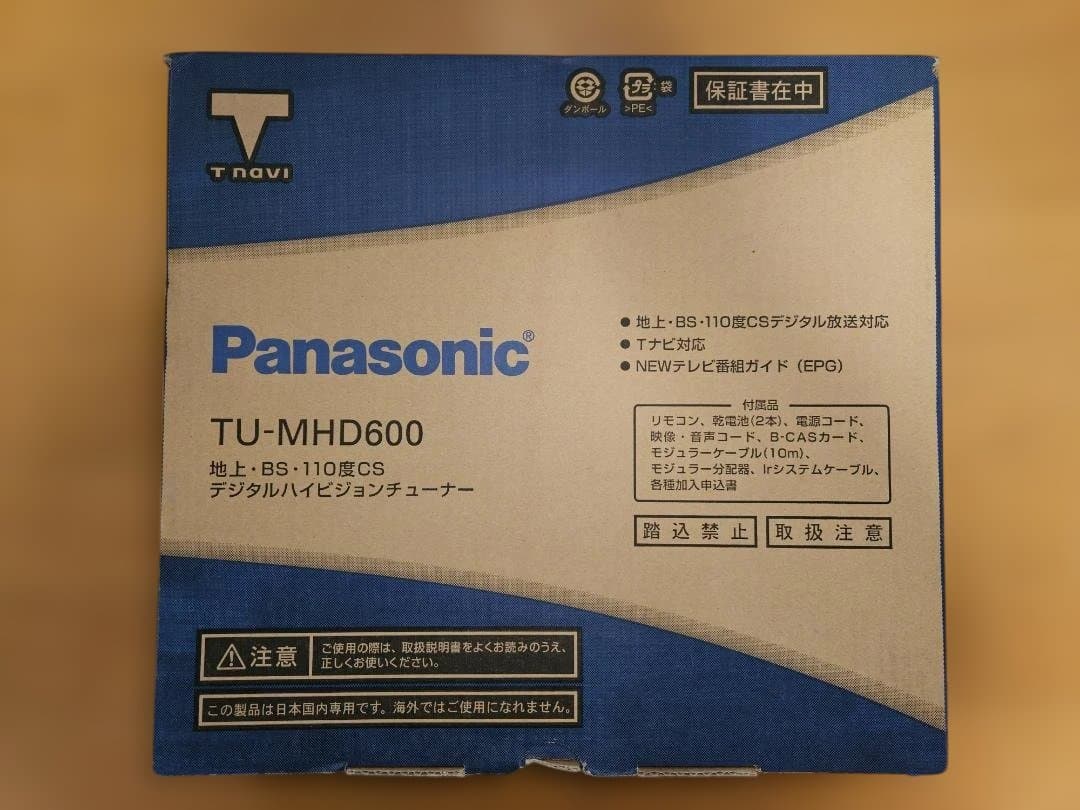 T navi
ダンボール
プラ : 袋
>PE<
保証書在中
Panasonic®
TU-MHD600
地上・BS・110度CS
デジタルハイビジョンチューナー
● 地上・BS・110度CSデジタル放送対応
● Tナビ対応
● NEWテレビ番組ガイド（EPG）
付属品
リモコン、乾電池(2本)、電源コード、
映像・音声コード、B-CASカード、
モジュラーケーブル(10m)、
モジュラー分配器、Irシステムケーブル、
各種加入申込書
踏込禁止
取扱注意
注意
ご使用の際は、取扱説明書をよくお読みのうえ、
正しくお使いください。
この製品は日本国内専用です。海外ではご使用になれません。